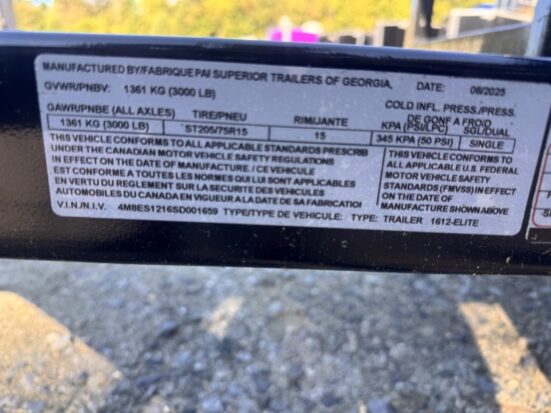 MANUFACTURED BY/FABRIQUE PAR SUPERIOR TRAILERS OF GEORGIA, DATE: 08/2025
GVWR/PNBV: 1361 KG (3000 LB)
COLD INFL. PRESS/PRESS.
GAWR/PNBE (ALL AXLES) TIRE/PNEU RIM/JANTE DE GONF A FROID
KPA (PSI/LPC) SGL/DUAL
1361 KG (3000 LB) ST205/75R15 15 345 KPA (50 PSI) SINGLE
THIS VEHICLE CONFORMS TO ALL APPLICABLE STANDARDS PRESCRIB
UNDER THE CANADIAN MOTOR VEHICLE SAFETY REGULATIONS
IN EFFECT ON THE DATE OF MANUFACTURE./CE VEHICULE
EST CONFORME A TOUTES LES NORMES QUI LUI SONT APPLICABLES
EN VERTU DU REGLEMENT SUR LA SECURITE DES VEHICULES
AUTOMOBILES DU CANADA EN VIGUEUR A LA DATE DE SA FABRICATIOI
THIS VEHICLE CONFORMS TO
ALL APPLICABLE U.S. FEDERAL
MOTOR VEHICLE SAFETY
STANDARDS (FMVSS) IN EFFECT
ON THE DATE OF
MANUFACTURE SHOWN ABOVE
V.I.N./N.I.V. 4M8ES1216SD001659 TYPE/TYPE DE VEHICULE: TYPE: TRAILER 1612-ELITE